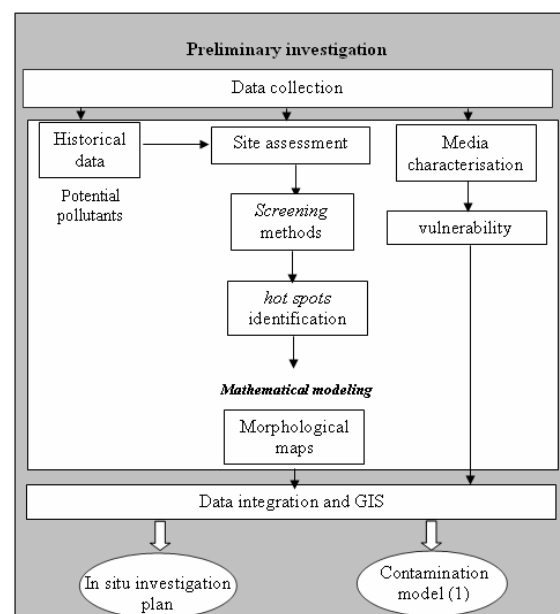 Preliminary investigation
Data collection
Historical
data
Site assessment
Media
characterisation
Potential
pollutants
Screening
methods
vulnerability
hot spots
identification
Mathematical modeling
Morphological
maps
Data integration and GIS
In situ investigation
plan
Contamination
model (1)